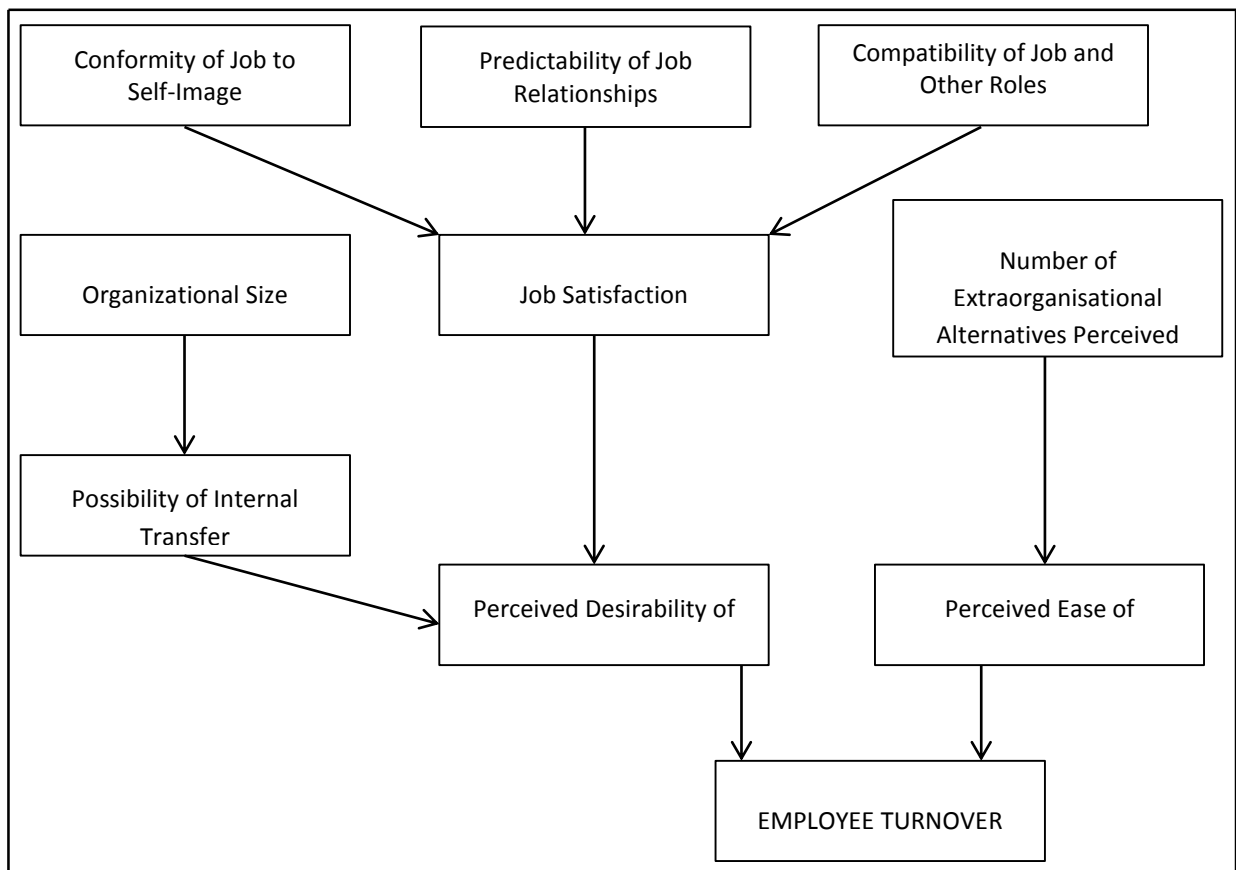 Conformity of Job to
Self-Image
Predictability of Job
Relationships
Compatibility of Job and
Other Roles
Organizational Size
Job Satisfaction
Number of
Extraorganisational
Alternatives Perceived
Possibility of Internal
Transfer
Perceived Desirability of
Perceived Ease of
EMPLOYEE TURNOVER